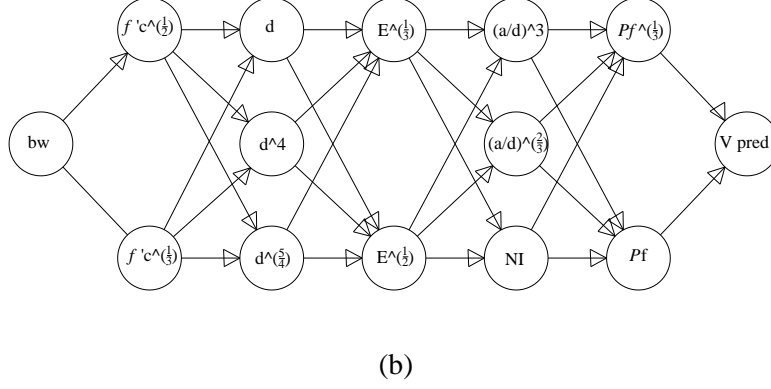 f 'c^(1/2) d E^(1/3) (a/d)^3 Pf^(1/3)
bw d^4 (a/d)^(2/3) V pred
f 'c^(1/3) d^(5/4) E^(1/2) NI Pf
(b)